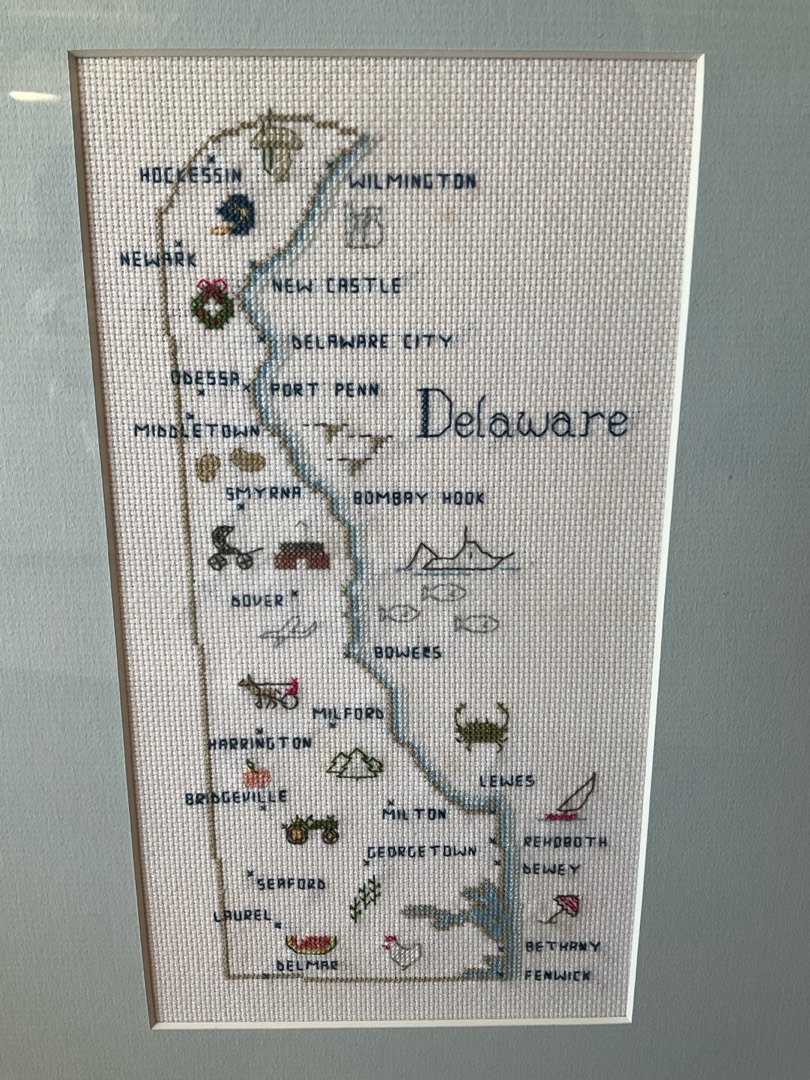 HOCKESSIN
WILMINGTON
NEWARK
NEW CASTLE
DELAWARE CITY
ODESSA
PORT PENN
Delaware
MIDDLETOWN
SMYRNA
BOMBAY HOOK
DOVER
BOWERS
MILFORD
HARRINGTON
LEWES
BRIDGEVILLE
MILTON
REHOBOTH
GEORGETOWN
DEWEY
SEAFORD
LAUREL
BETHANY
DELMAR
FENWICK